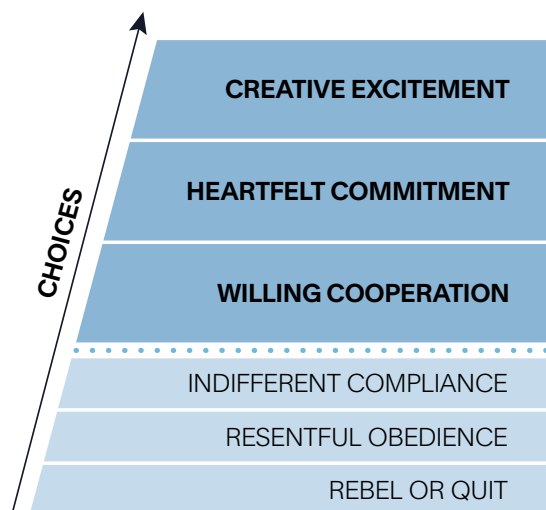 CHOICES
CREATIVE EXCITEMENT
HEARTFELT COMMITMENT
WILLING COOPERATION
INDIFFERENT COMPLIANCE
RESENTFUL OBEDIENCE
REBEL OR QUIT